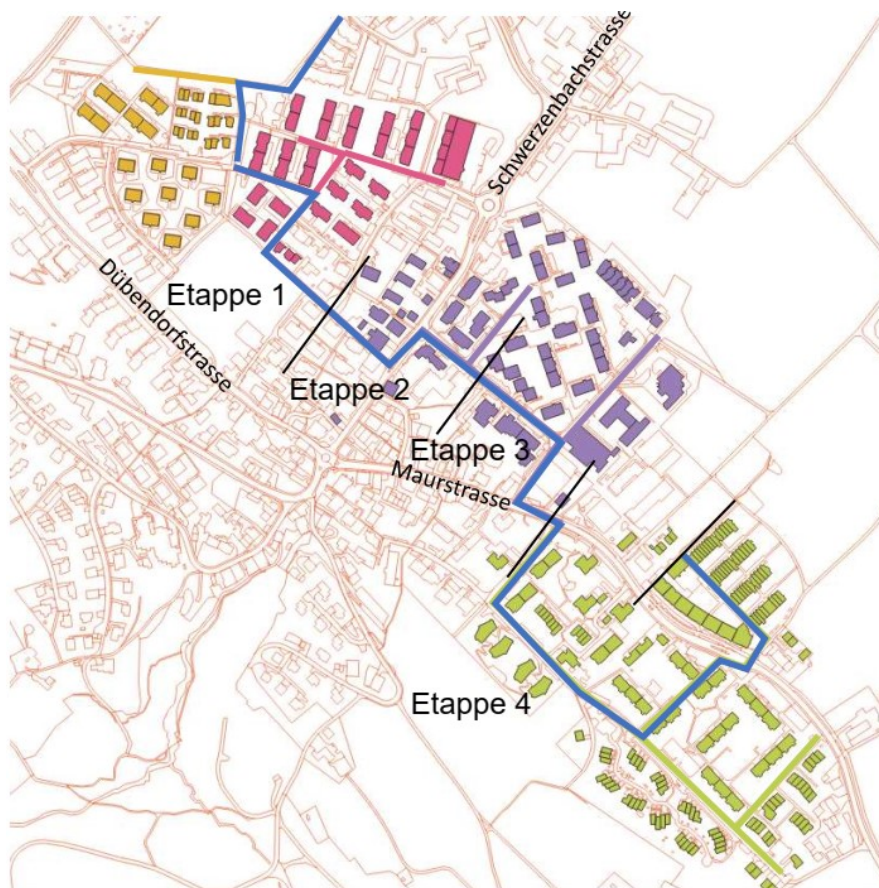 Schwerzenbachstrasse
Etappe 1
Dübendorfstrasse
Etappe 2
Etappe 3
Maurstrasse
Etappe 4